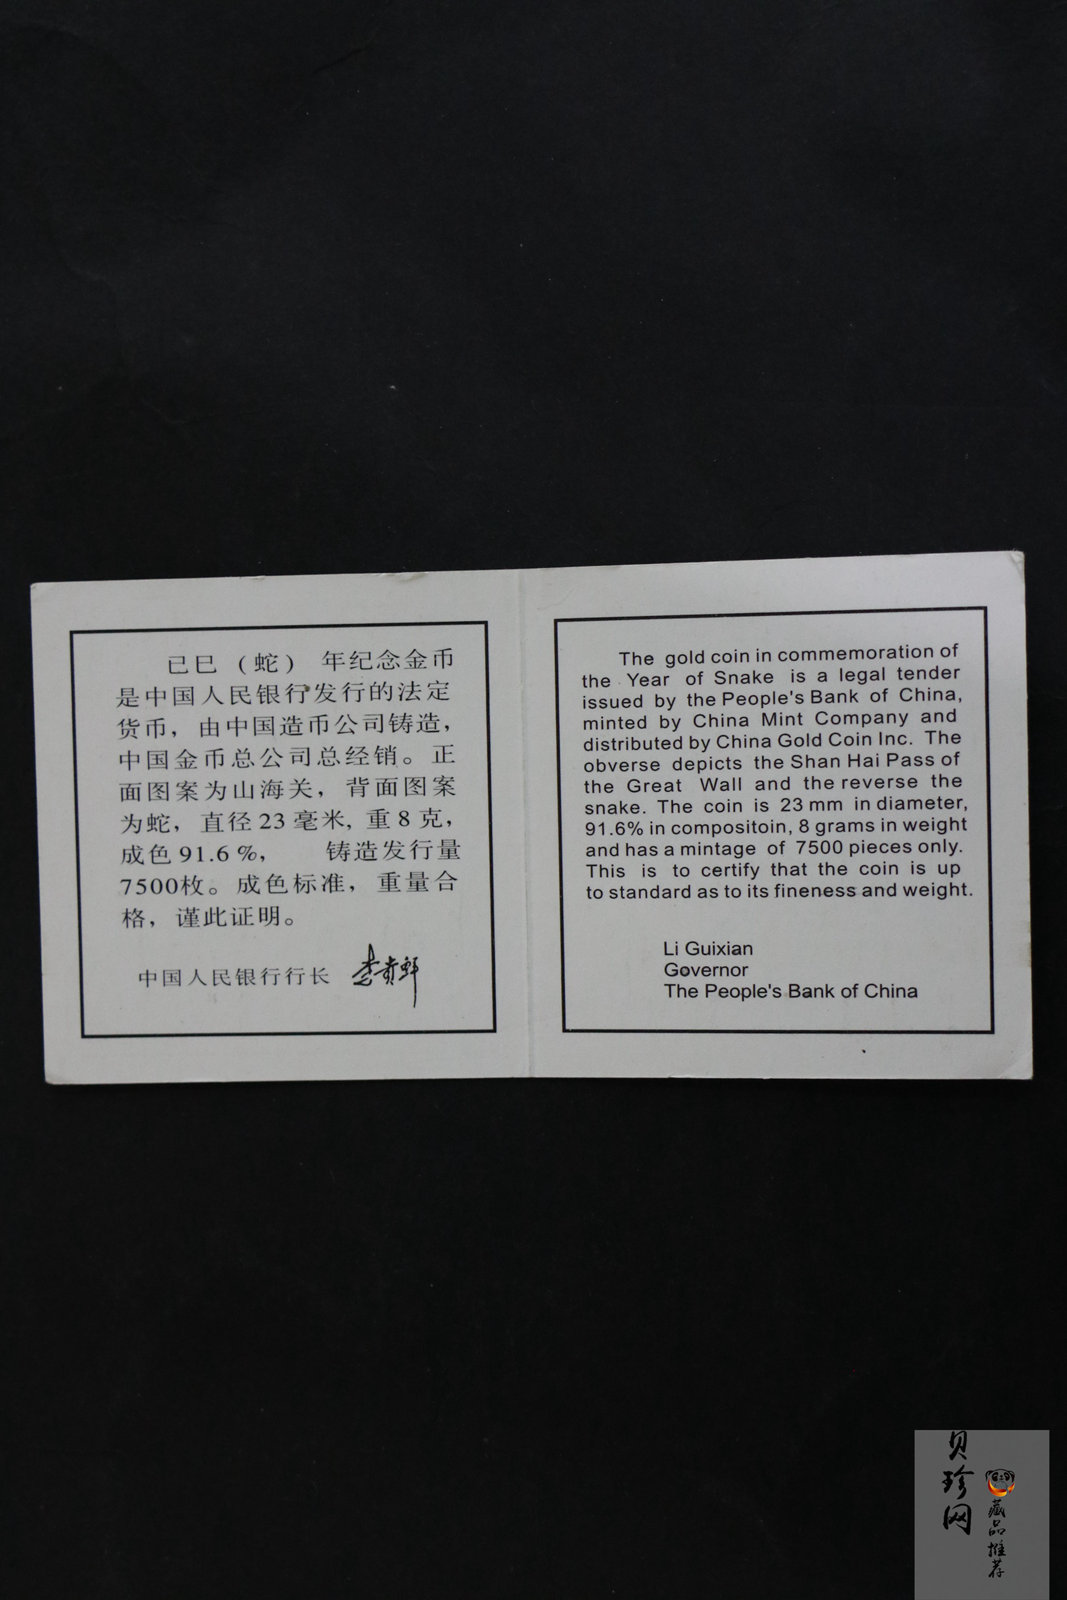 已巳（蛇） 年纪念金币
是中国人民银行发行的法定
货币，由中国造币公司铸造，
中国金币总公司总经销。正
面图案为山海关，背面图案
为蛇，直径23毫米,重8克，
成色91.6%， 铸造发行量
7500枚。成色标准，重量合
格，谨此证明。
中国人民银行行长 李贵鲜
The gold coin in commemoration of
the Year of Snake is a legal tender
issued by the People's Bank of China,
minted by China Mint Company and
distributed by China Gold Coin Inc. The
obverse depicts the Shan Hai Pass of
the Great Wall and the reverse the
snake. The coin is 23 mm in diameter,
91.6% in compositoin, 8 grams in weight
and has a mintage of 7500 pieces only.
This is to certify that the coin is up
to standard as to its fineness and weight.
Li Guixian
Governor
The People's Bank of China
贝珍网
藏品推荐